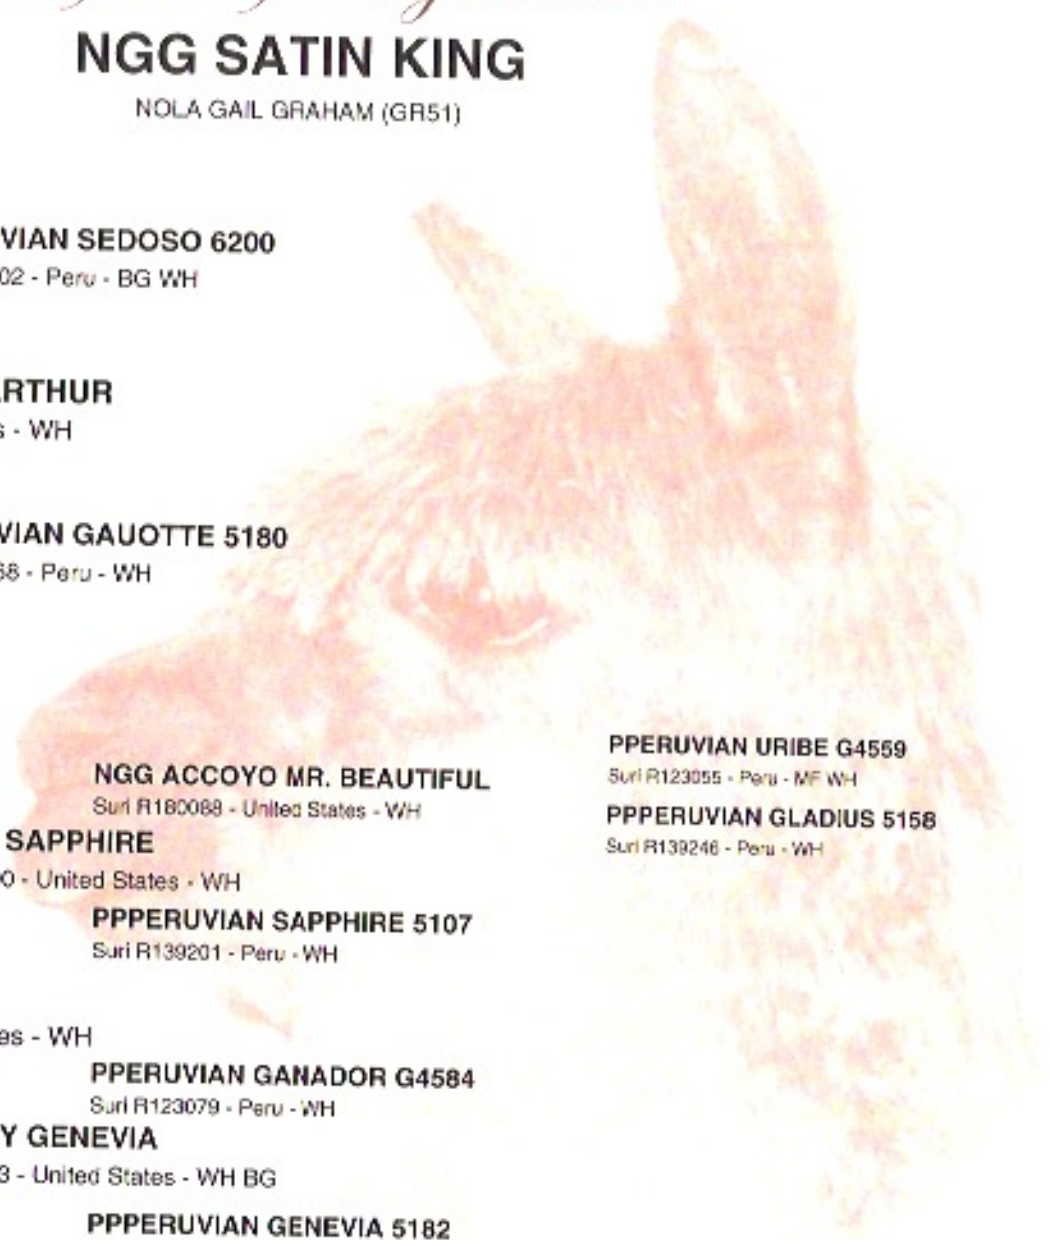 NGG SATIN KING
NOLA GAIL GRAHAM (GR51)
VIAN SEDOSO 6200
02 - Peru - BG WH
RTHUR
s - WH
VIAN GAUOTTE 5180
68 - Peru - WH
PPERUVIAN URIBE G4559
Suri R123055 - Peru - MF WH
NGG ACCOYO MR. BEAUTIFUL
Suri R180088 - United States - WH
PPPERUVIAN GLADIUS 5158
Suri R139246 - Peru - WH
SAPPHIRE
0 - United States - WH
PPPERUVIAN SAPPHIRE 5107
Suri R139201 - Peru - WH
es - WH
PPERUVIAN GANADOR G4584
Suri R123079 - Peru - WH
Y GENEVIA
3 - United States - WH BG
PPPERUVIAN GENEVIA 5182